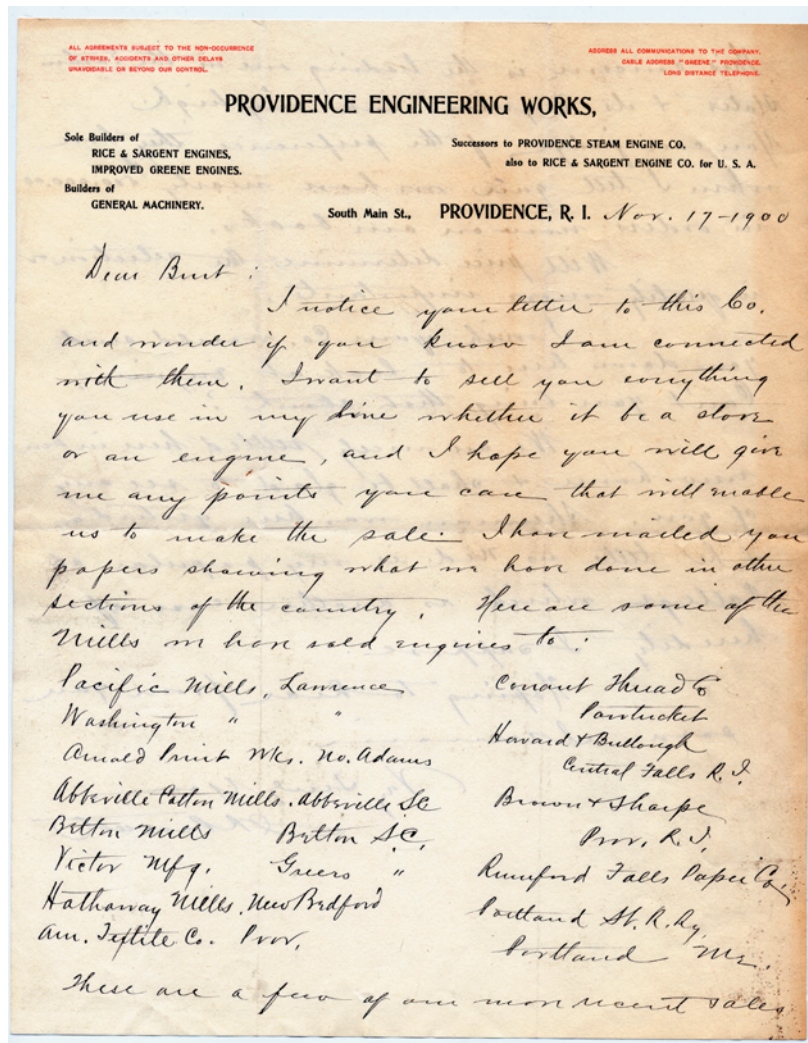 ALL AGREEMENTS SUBJECT TO THE NON-OCCURRENCE
OF STRIKES, ACCIDENTS AND OTHER DELAYS
UNAVOIDABLE OR BEYOND OUR CONTROL.
ADDRESS ALL COMMUNICATIONS TO THE COMPANY.
CABLE ADDRESS "GREENE" PROVIDENCE.
LONG DISTANCE TELEPHONE.
PROVIDENCE ENGINEERING WORKS,
Sole Builders of
RICE & SARGENT ENGINES,
IMPROVED GREENE ENGINES.
Builders of
GENERAL MACHINERY.
Successors to PROVIDENCE STEAM ENGINE CO.
also to RICE & SARGENT ENGINE CO. for U. S. A.
South Main St., PROVIDENCE, R. I. Nov. 17-1900
Dear Burt:
I notice your letter to this Co.
and wonder if you know I am connected
with them. I want to sell you everything
you use in my line whether it be a stove
or an engine, and I hope you will give
me any points you can that will enable
us to make the sale. I have mailed you
papers showing what we have done in other
sections of the country. Here are some of the
Mills we have sold engines to:
Pacific Mills, Lawrence
Washington " "
Arnold Print Wks. No. Adams
Abbeville Cotton Mills. Abbeville SC
Belton Mills Belton S.C.
Victor Mfg. Greers "
Hathaway Mills. New Bedford
Am. Textile Co. Prov.
Conant Thread Co
Pawtucket
Howard & Bullough
Central Falls R. I.
Brown & Sharpe
Prov. R. I.
Rumford Falls Paper Co.
Portland St. R. Ry.
Portland Me.
These are a few of our more recent sales